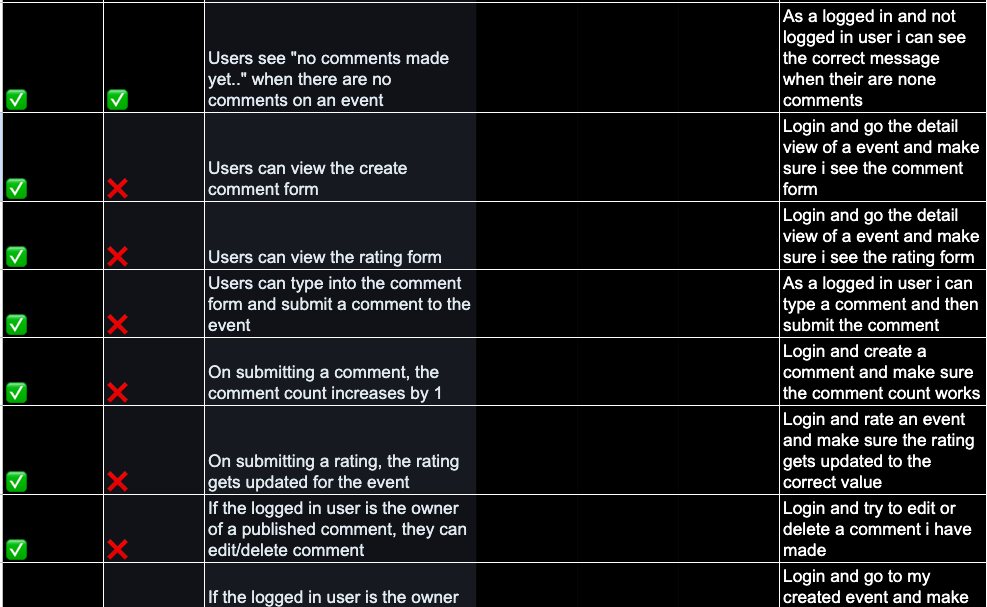 Users see "no comments made
yet.." when there are no
comments on an event
As a logged in and not
logged in user i can see
the correct message
when their are none
comments
Users can view the create
comment form
Login and go the detail
view of a event and make
sure i see the comment
form
Users can view the rating form
Login and go the detail
view of a event and make
sure i see the rating form
Users can type into the comment
form and submit a comment to the
event
As a logged in user i can
type a comment and then
submit the comment
On submitting a comment, the
comment count increases by 1
Login and create a
comment and make sure
the comment count works
On submitting a rating, the rating
gets updated for the event
Login and rate an event
and make sure the rating
gets updated to the
correct value
If the logged in user is the owner
of a published comment, they can
edit/delete comment
Login and try to edit or
delete a comment i have
made
If the logged in user is the owner
Login and go to my
created event and make